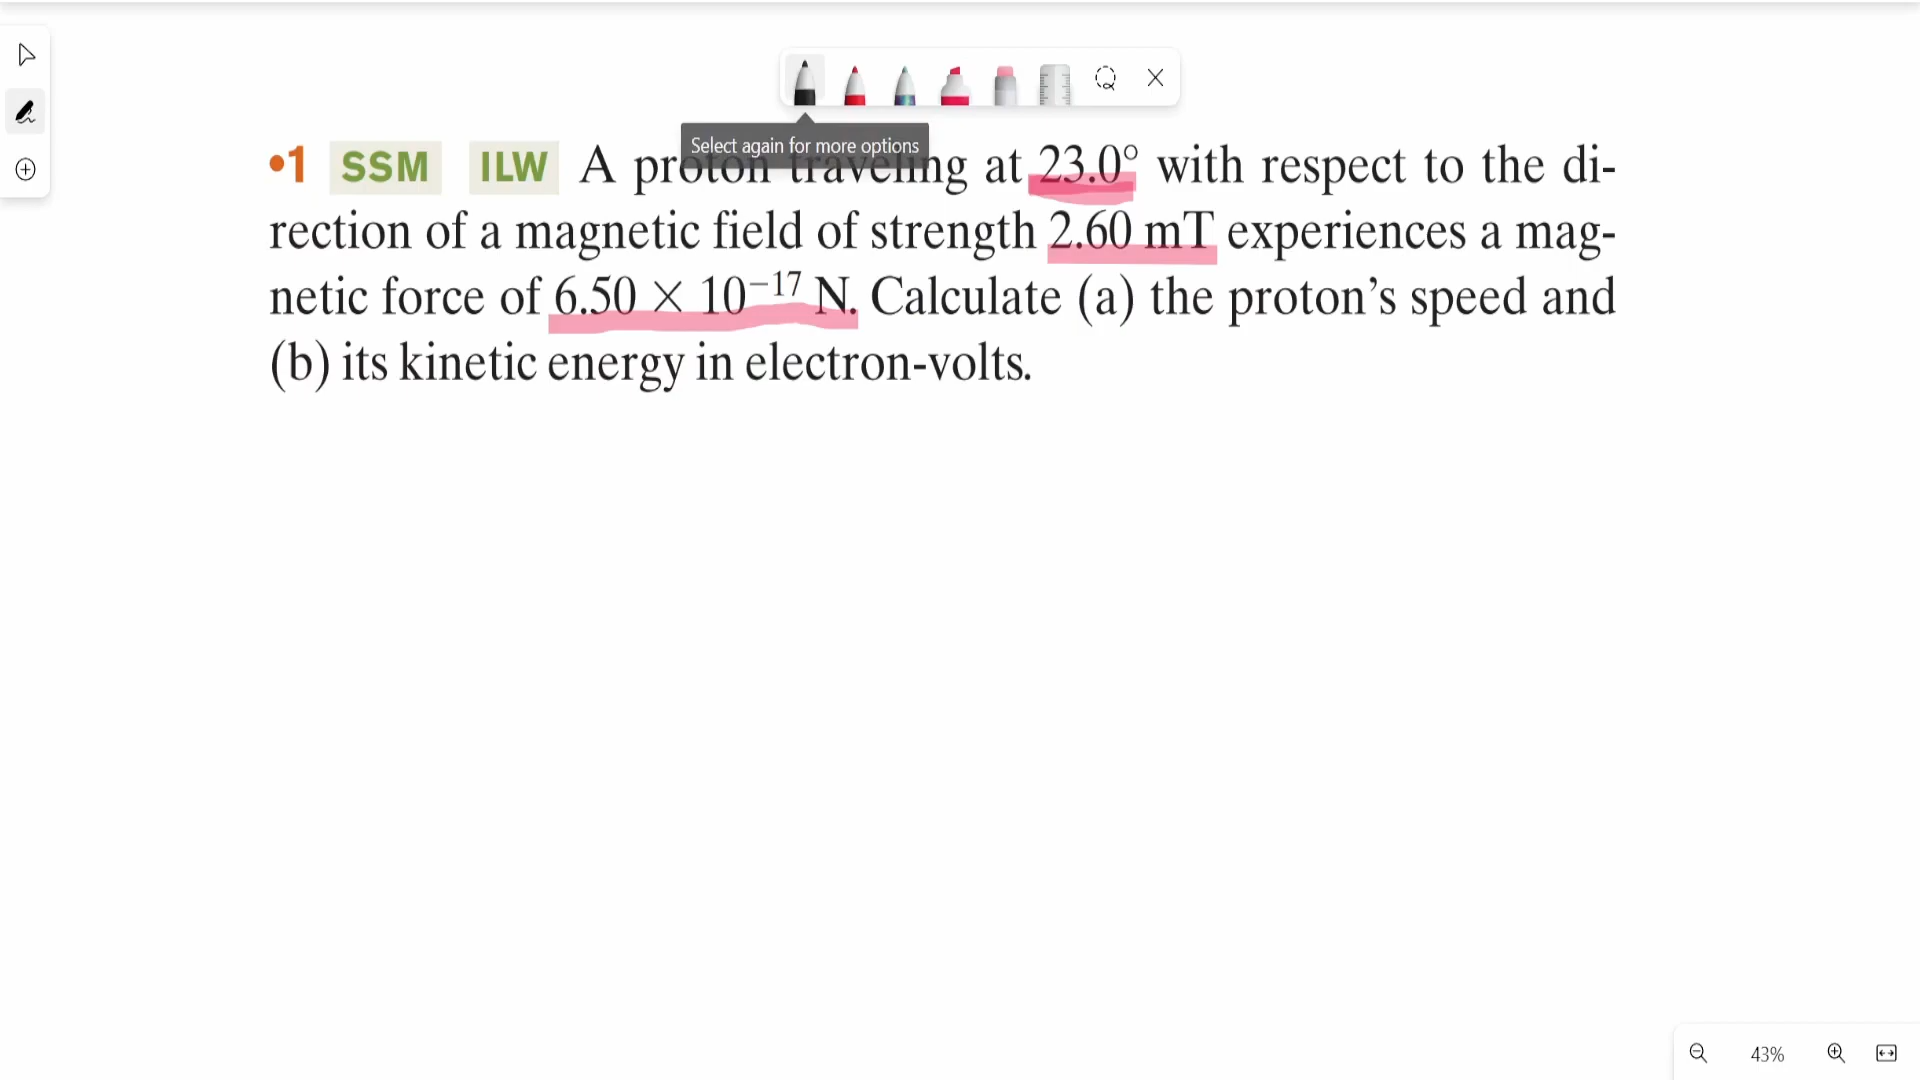 Select again for more options
•1 SSM ILW A proton traveling at 23.0° with respect to the di-
rection of a magnetic field of strength 2.60 mT experiences a mag-
netic force of 6.50 × 10⁻¹⁷ N. Calculate (a) the proton’s speed and
(b) its kinetic energy in electron-volts.
43%